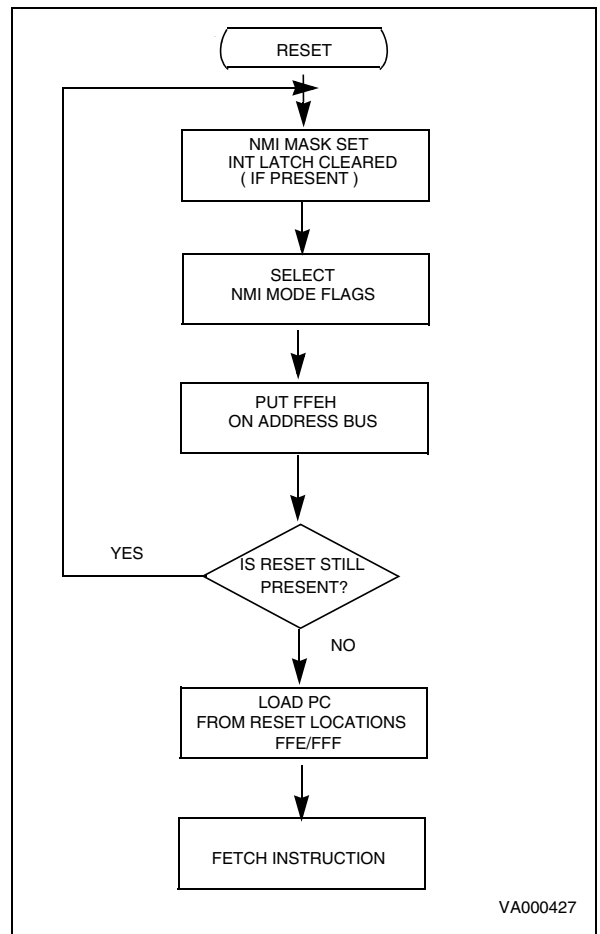 RESET
NMI MASK SET
INT LATCH CLEARED
( IF PRESENT )
SELECT
NMI MODE FLAGS
PUT FFEH
ON ADDRESS BUS
YES
IS RESET STILL
PRESENT?
NO
LOAD PC
FROM RESET LOCATIONS
FFE/FFF
FETCH INSTRUCTION
VA000427